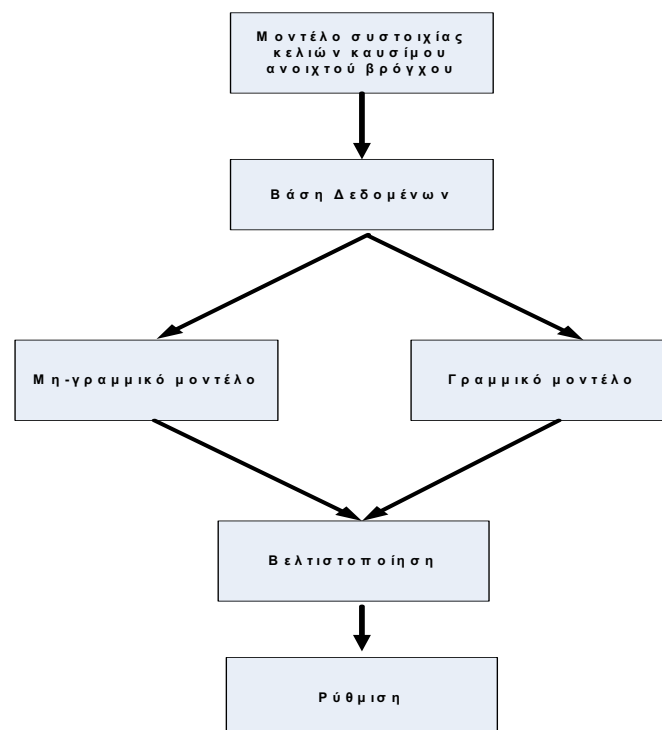 Μοντέλο συστοιχίας
κελιών καυσίμου
ανοιχτού βρόγχου
Βάση Δεδομένων
Μη-γραμμικό μοντέλο
Γραμμικό μοντέλο
Βελτιστοποίηση
Ρύθμιση